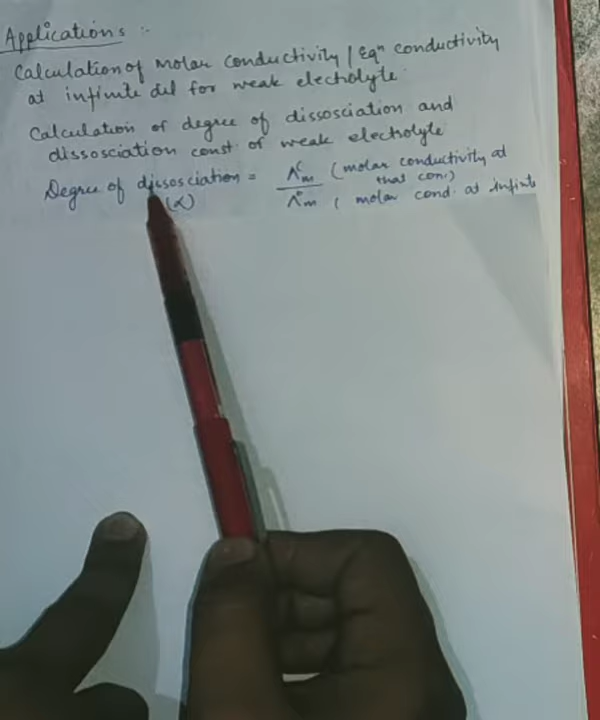 Applications :-
Calculation of molar conductivity / Eqⁿ conductivity
at infinite dil for weak electrolyte.
Calculation of degree of dissosciation and
dissosciation const of weak electrolyte
Degree of dissosciation = Λᶜm (molar conductivity at
that con.)
(α) Λ°m ( molar cond. at infinite